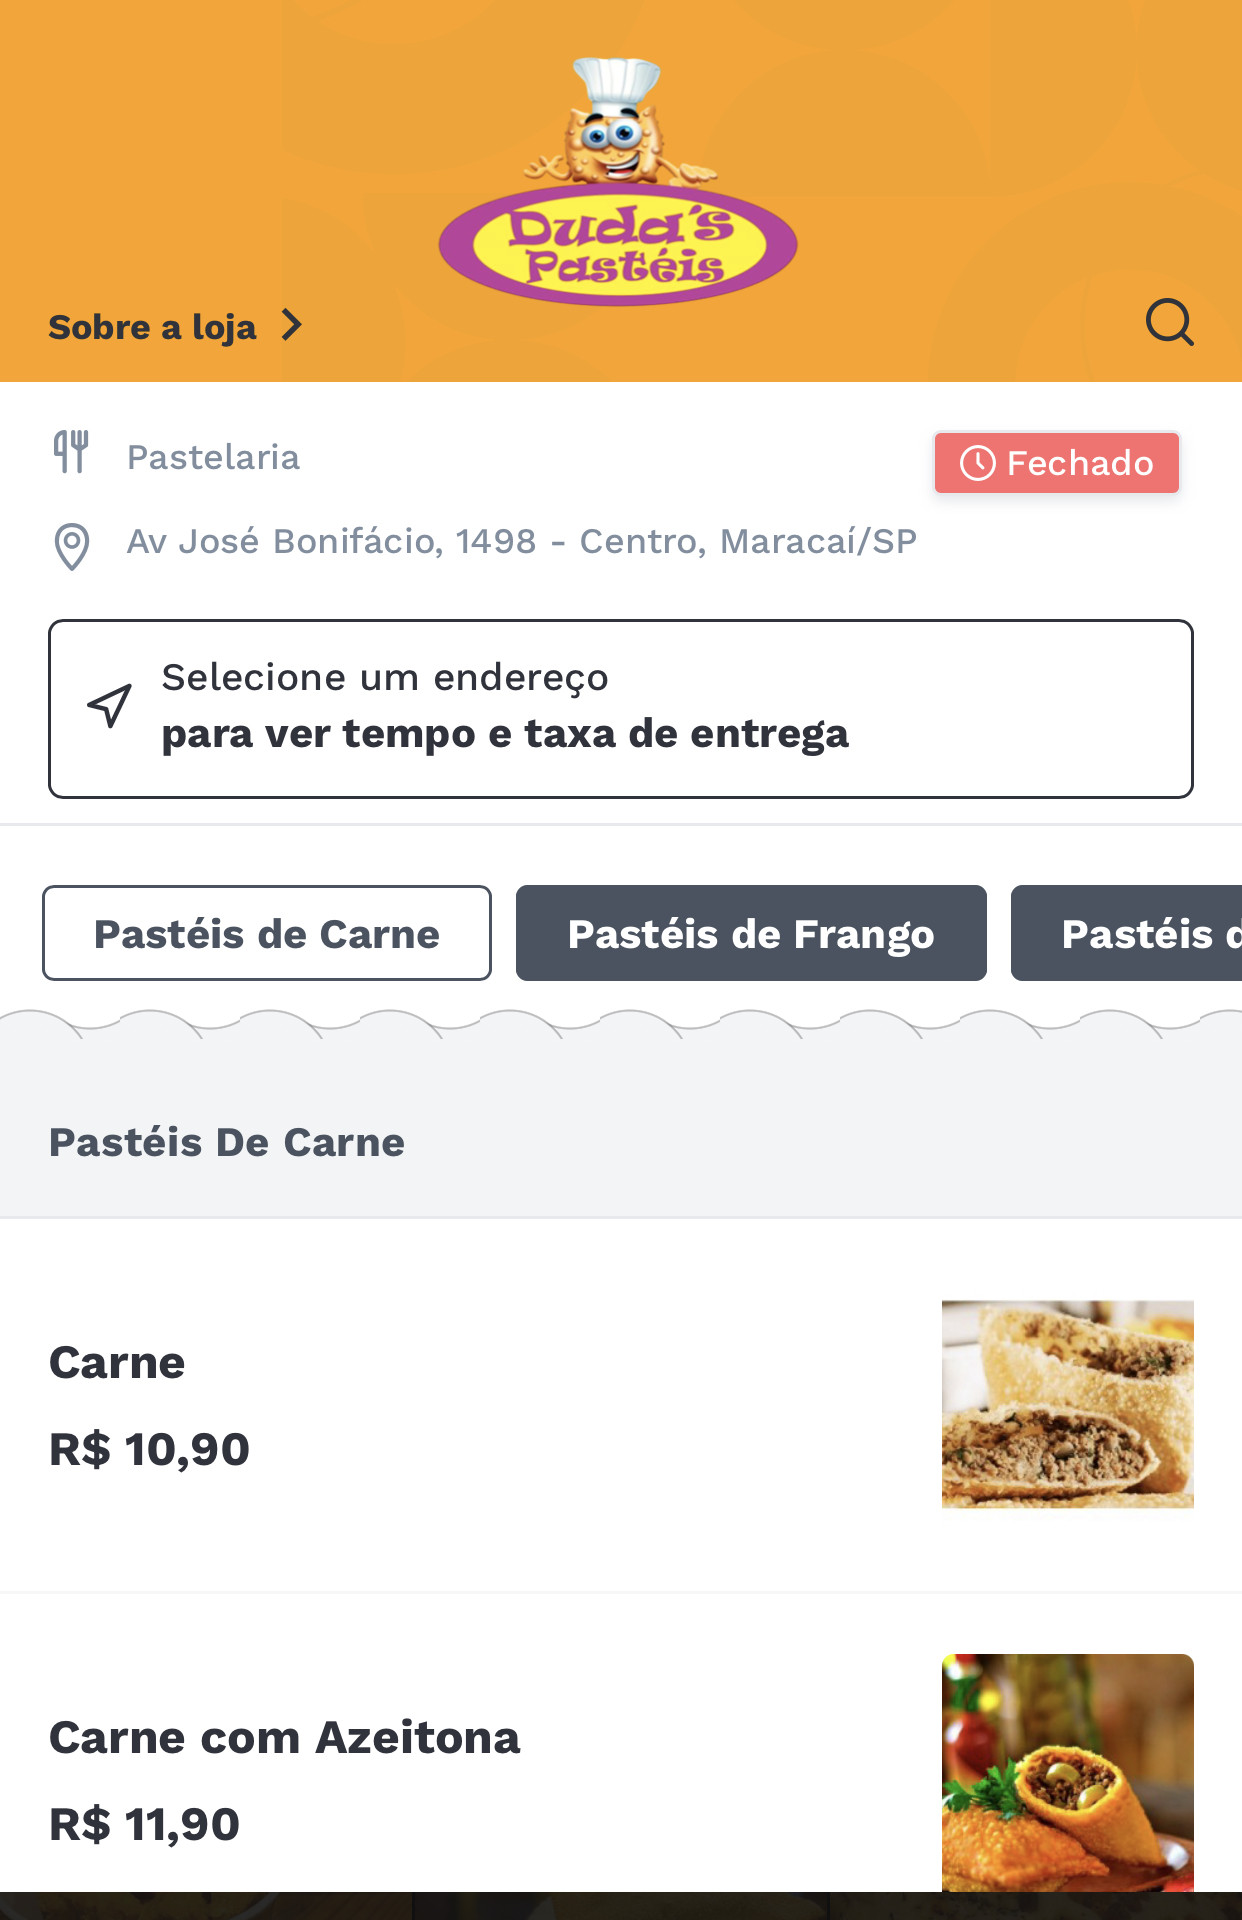 Duda's
Pastéis
Sobre a loja
Pastelaria
Fechado
Av José Bonifácio, 1498 - Centro, Maracaí/SP
Selecione um endereço
para ver tempo e taxa de entrega
Pastéis de Carne
Pastéis de Frango
Pastéis
Pastéis De Carne
Carne
R$ 10,90
Carne com Azeitona
R$ 11,90